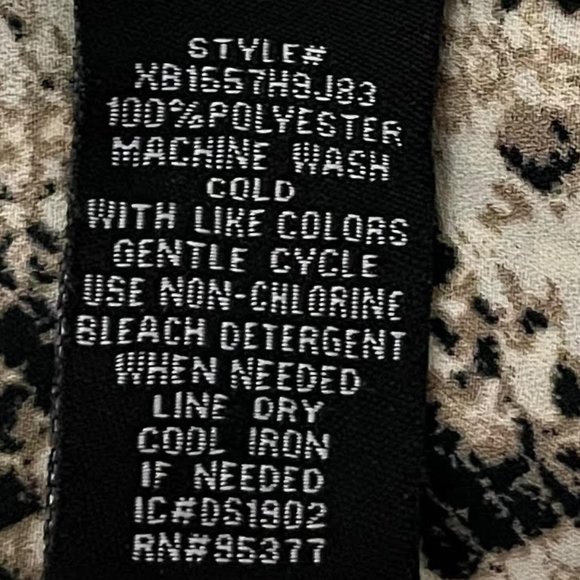 STYLE#
XB1657H9J83
100%POLYESTER
MACHINE WASH
COLD
WITH LIKE COLORS
GENTLE CYCLE
USE NON-CHLORINE
BLEACH DETERGENT
WHEN NEEDED
LINE DRY
COOL IRON
IF NEEDED
IC#DS1902
RN#95377